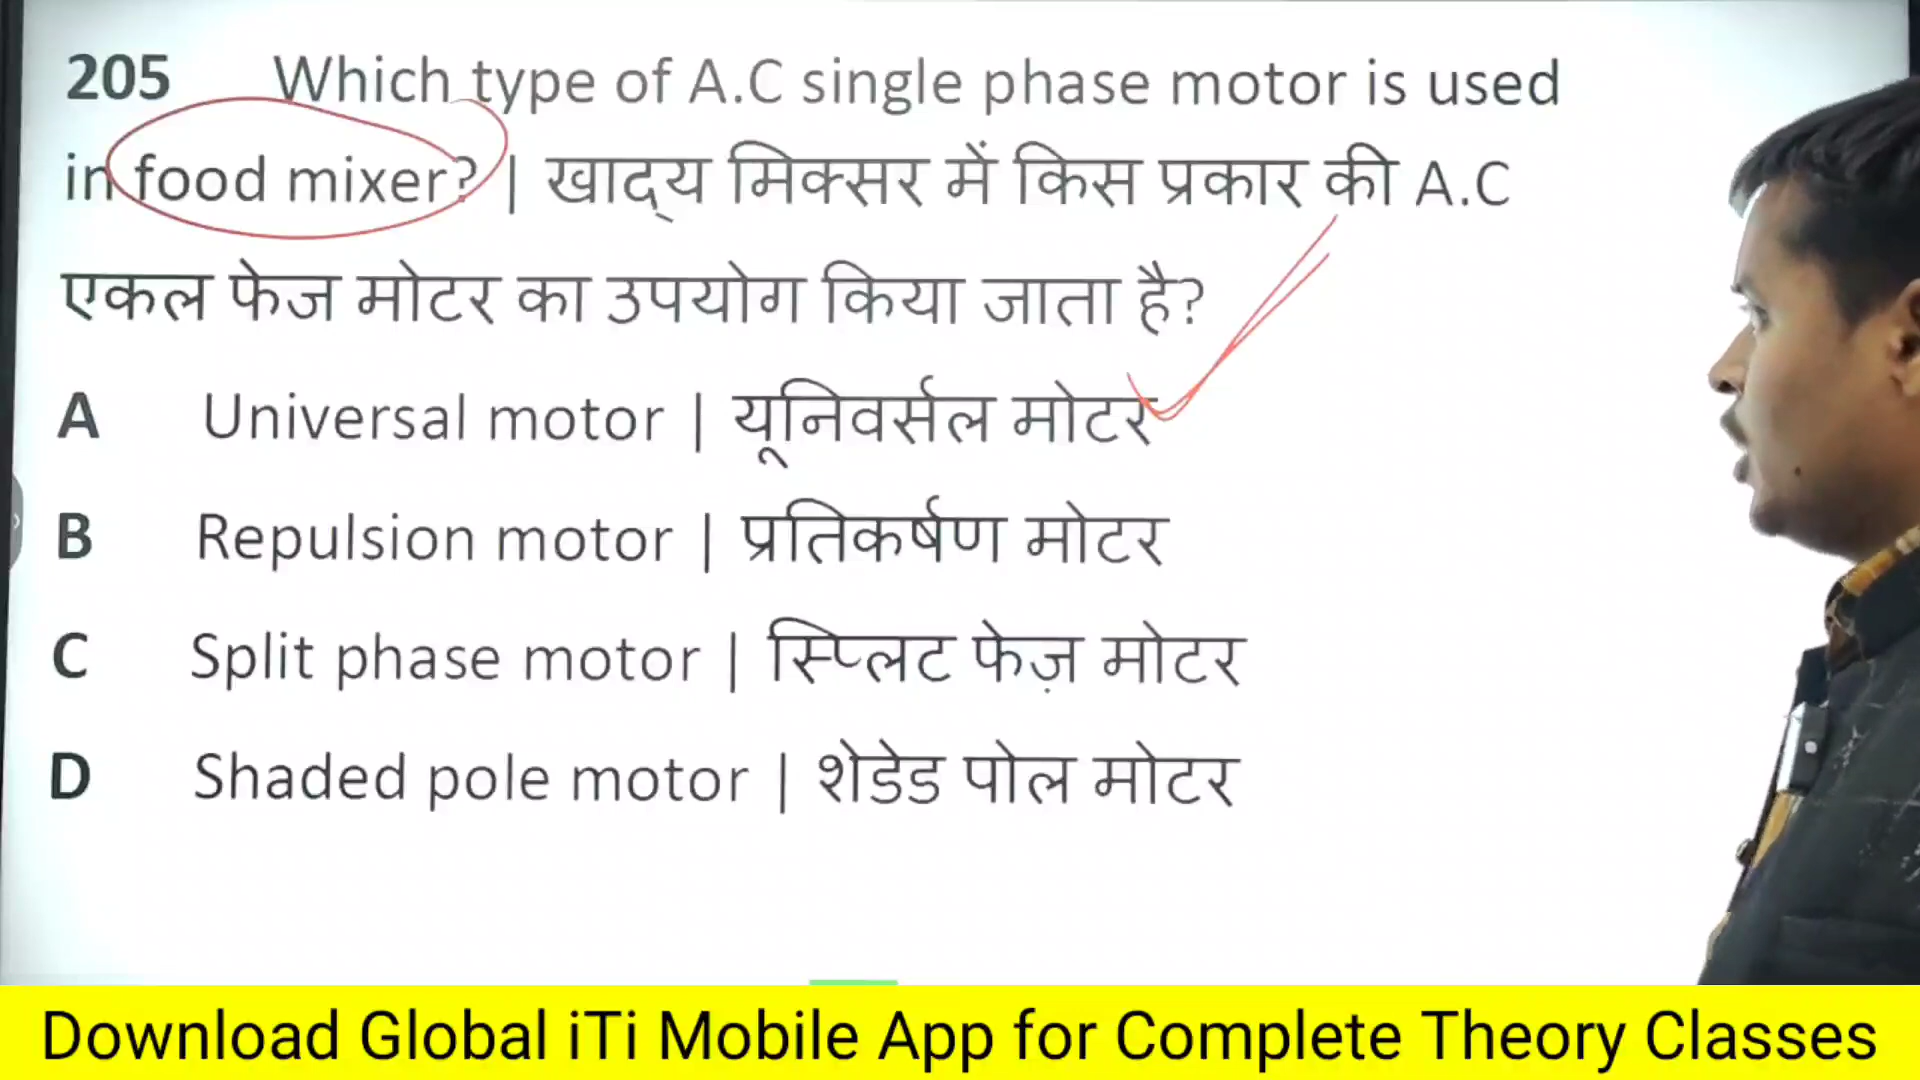 205 Which type of A.C single phase motor is used
in food mixer? | खाद्य मिक्सर में किस प्रकार की A.C
एकल फेज मोटर का उपयोग किया जाता है?
A Universal motor | यूनिवर्सल मोटर
B Repulsion motor | प्रतिकर्षण मोटर
C Split phase motor | स्प्लिट फेज़ मोटर
D Shaded pole motor | शेडेड पोल मोटर
Download Global iTi Mobile App for Complete Theory Classes